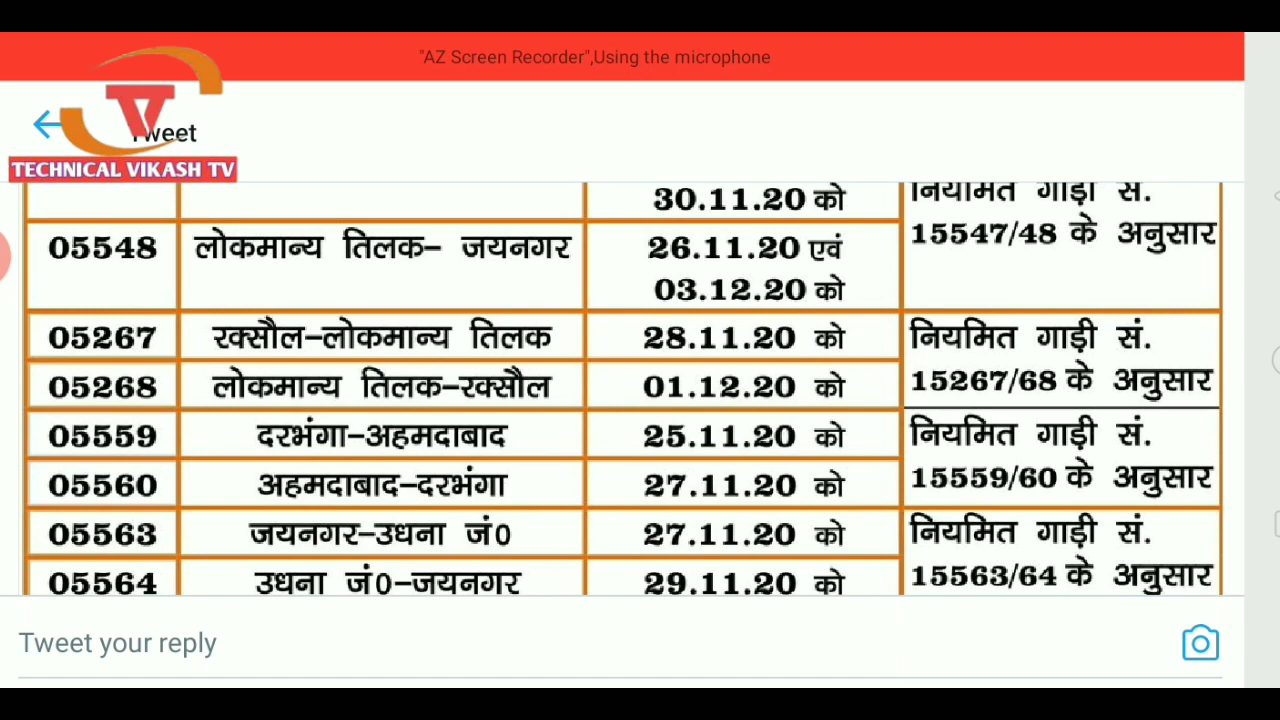 "AZ Screen Recorder",Using the microphone
Tweet
TECHNICAL VIKASH TV
30.11.20 को
नियमित गाड़ी सं.
15547/48 के अनुसार
05548 लोकमान्य तिलक– जयनगर 26.11.20 एवं
03.12.20 को
05267 रक्सौल–लोकमान्य तिलक 28.11.20 को नियमित गाड़ी सं.
05268 लोकमान्य तिलक–रक्सौल 01.12.20 को 15267/68 के अनुसार
05559 दरभंगा–अहमदाबाद 25.11.20 को नियमित गाड़ी सं.
05560 अहमदाबाद–दरभंगा 27.11.20 को 15559/60 के अनुसार
05563 जयनगर–उधना जं0 27.11.20 को नियमित गाड़ी सं.
05564 उधना जं0–जयनगर 29.11.20 को 15563/64 के अनुसार
Tweet your reply